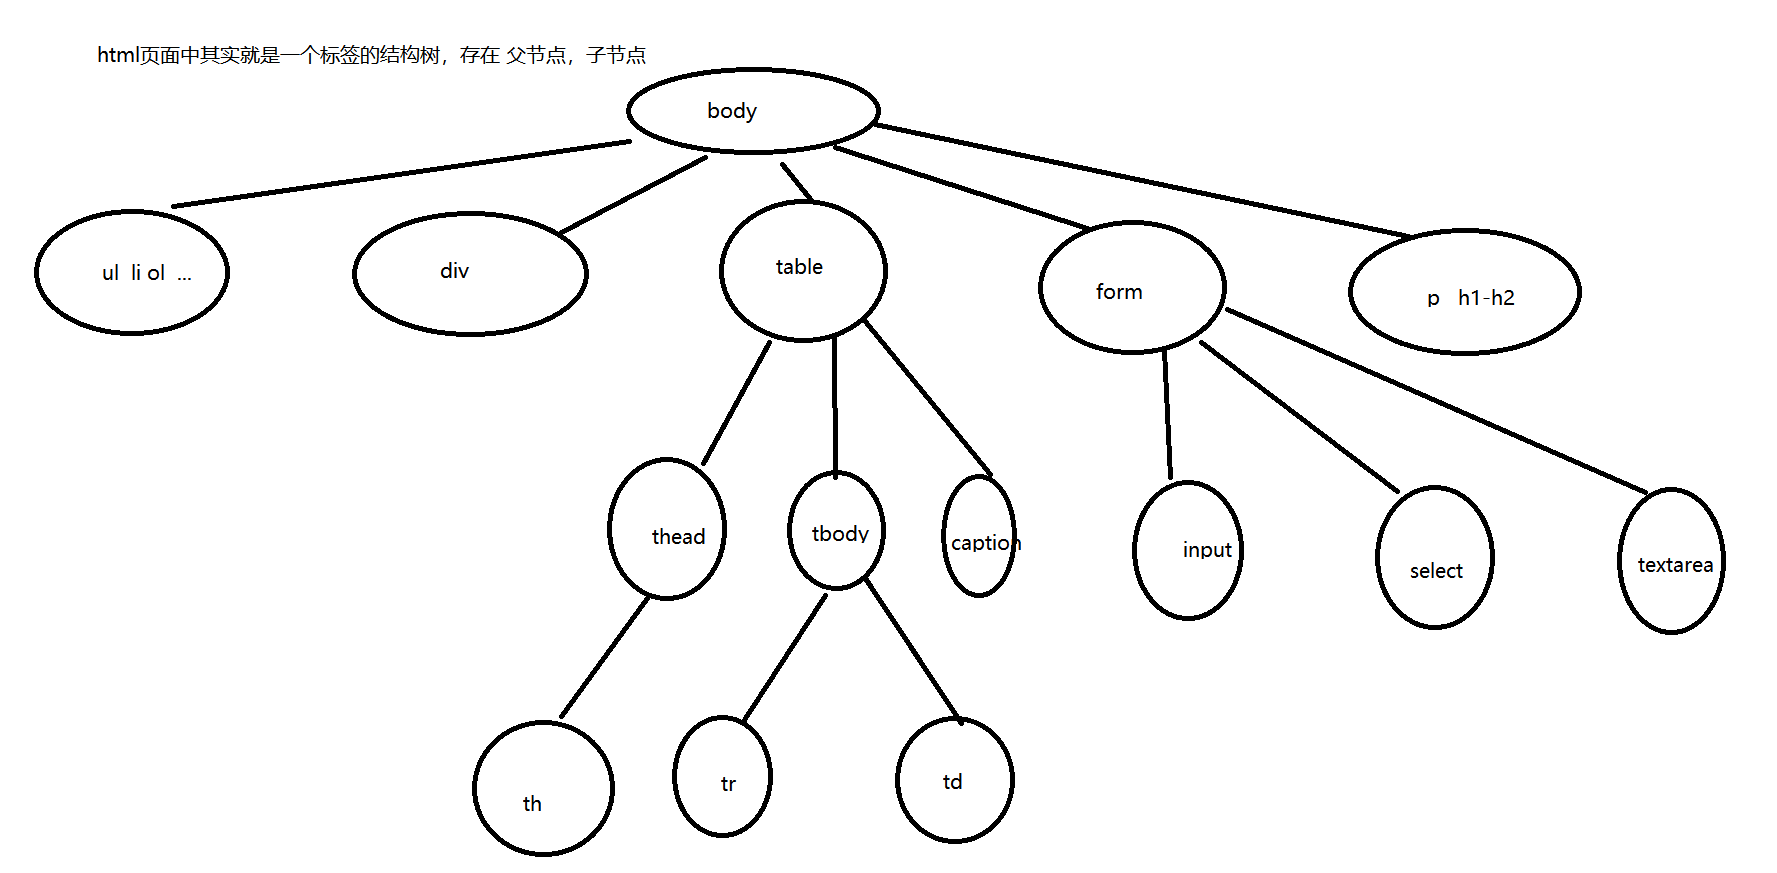 html页面中其实就是一个标签的结构树，存在 父节点，子节点
body
ul li ol ...
div
table
form
p h1-h2
thead
tbody
caption
input
select
textarea
th
tr
td